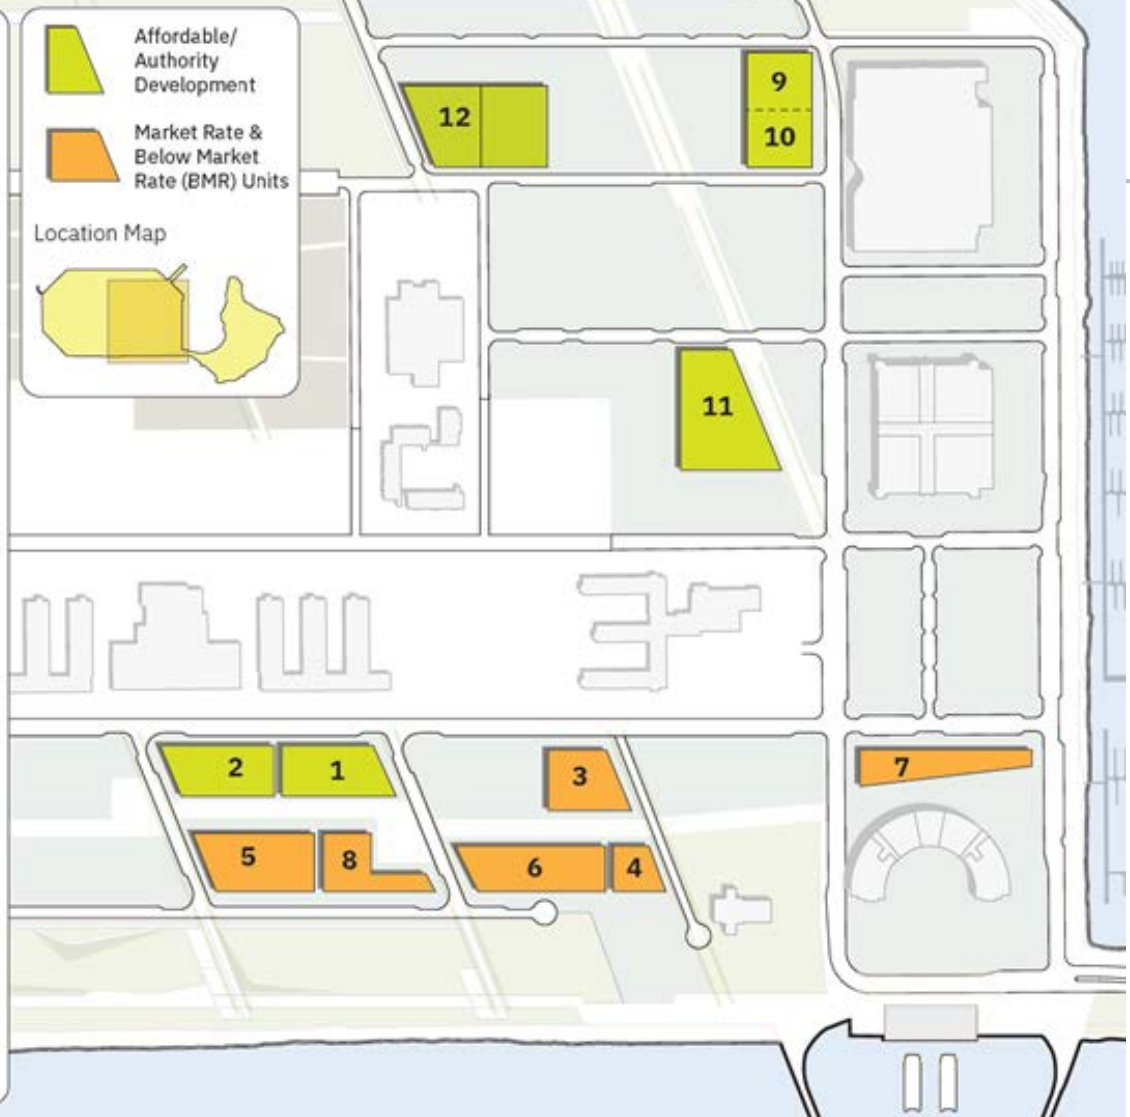 Affordable/
Authority
Development
Market Rate &
Below Market
Rate (BMR) Units
Location Map
12
9
10
11
2
1
3
7
5
8
6
4